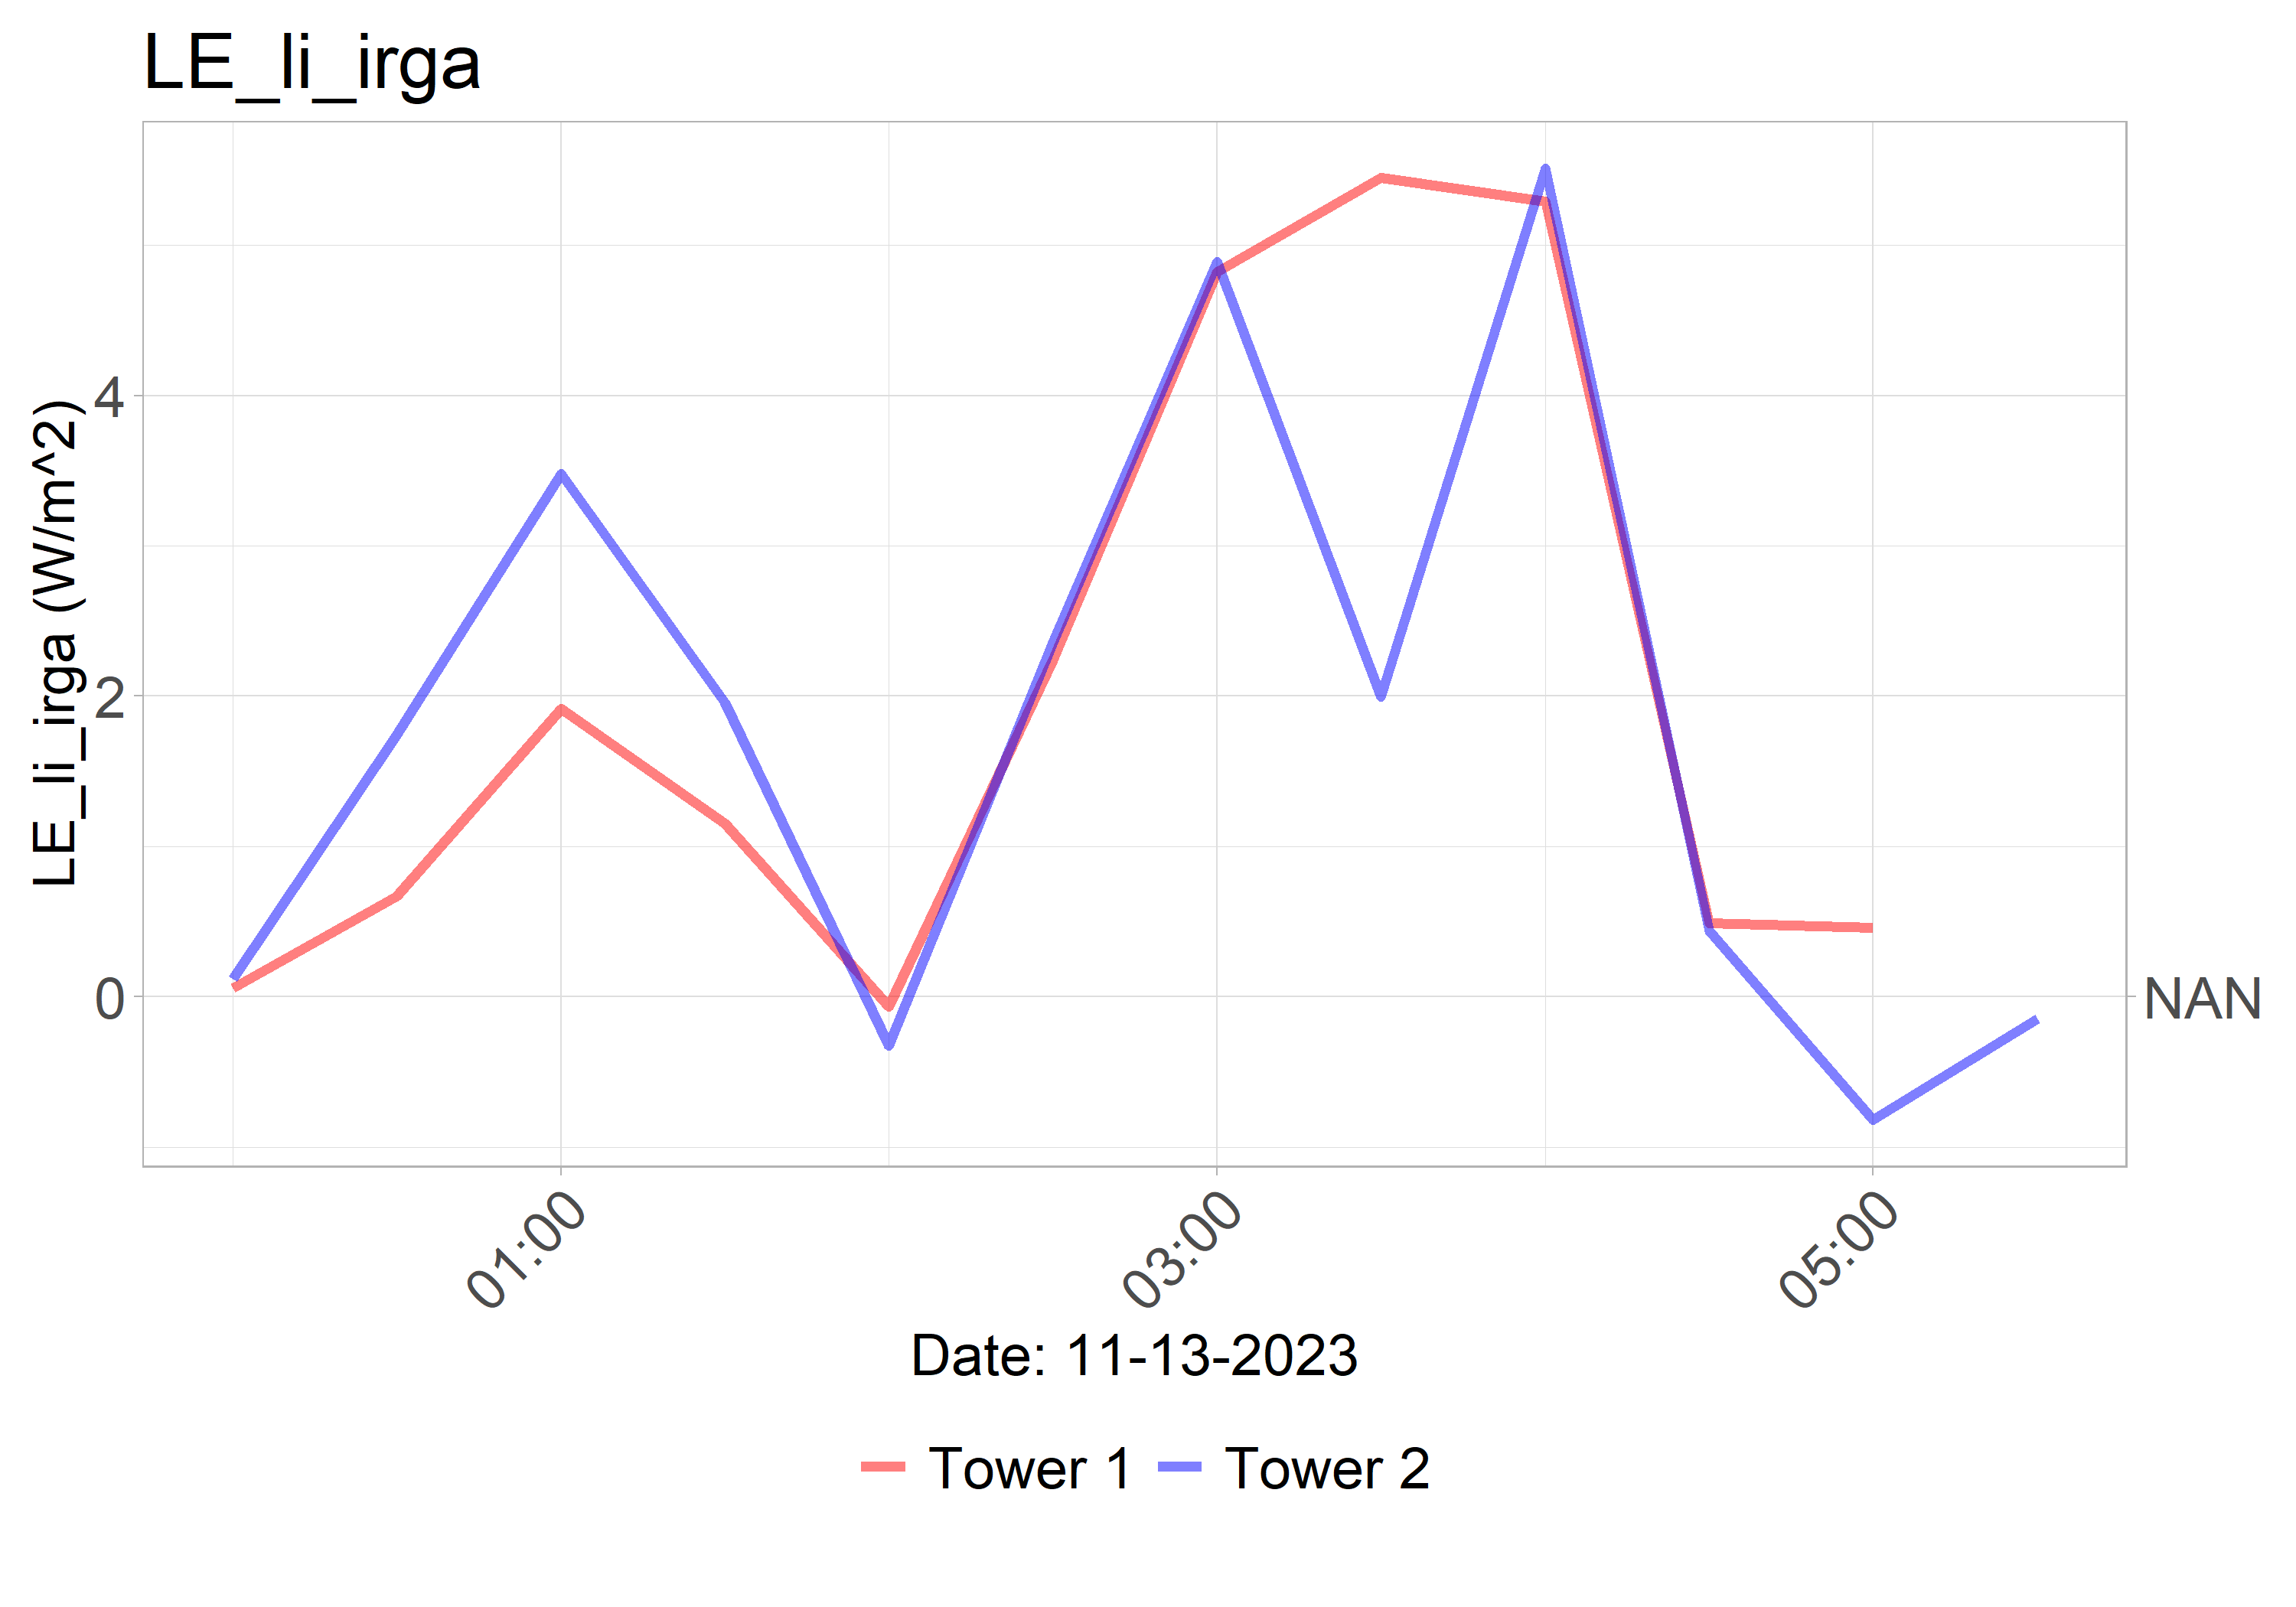 LE_li_irga
LE_li_irga (W/m^2)
4
2
0
NAN
01:00
03:00
05:00
Date: 11-13-2023
Tower 1
Tower 2